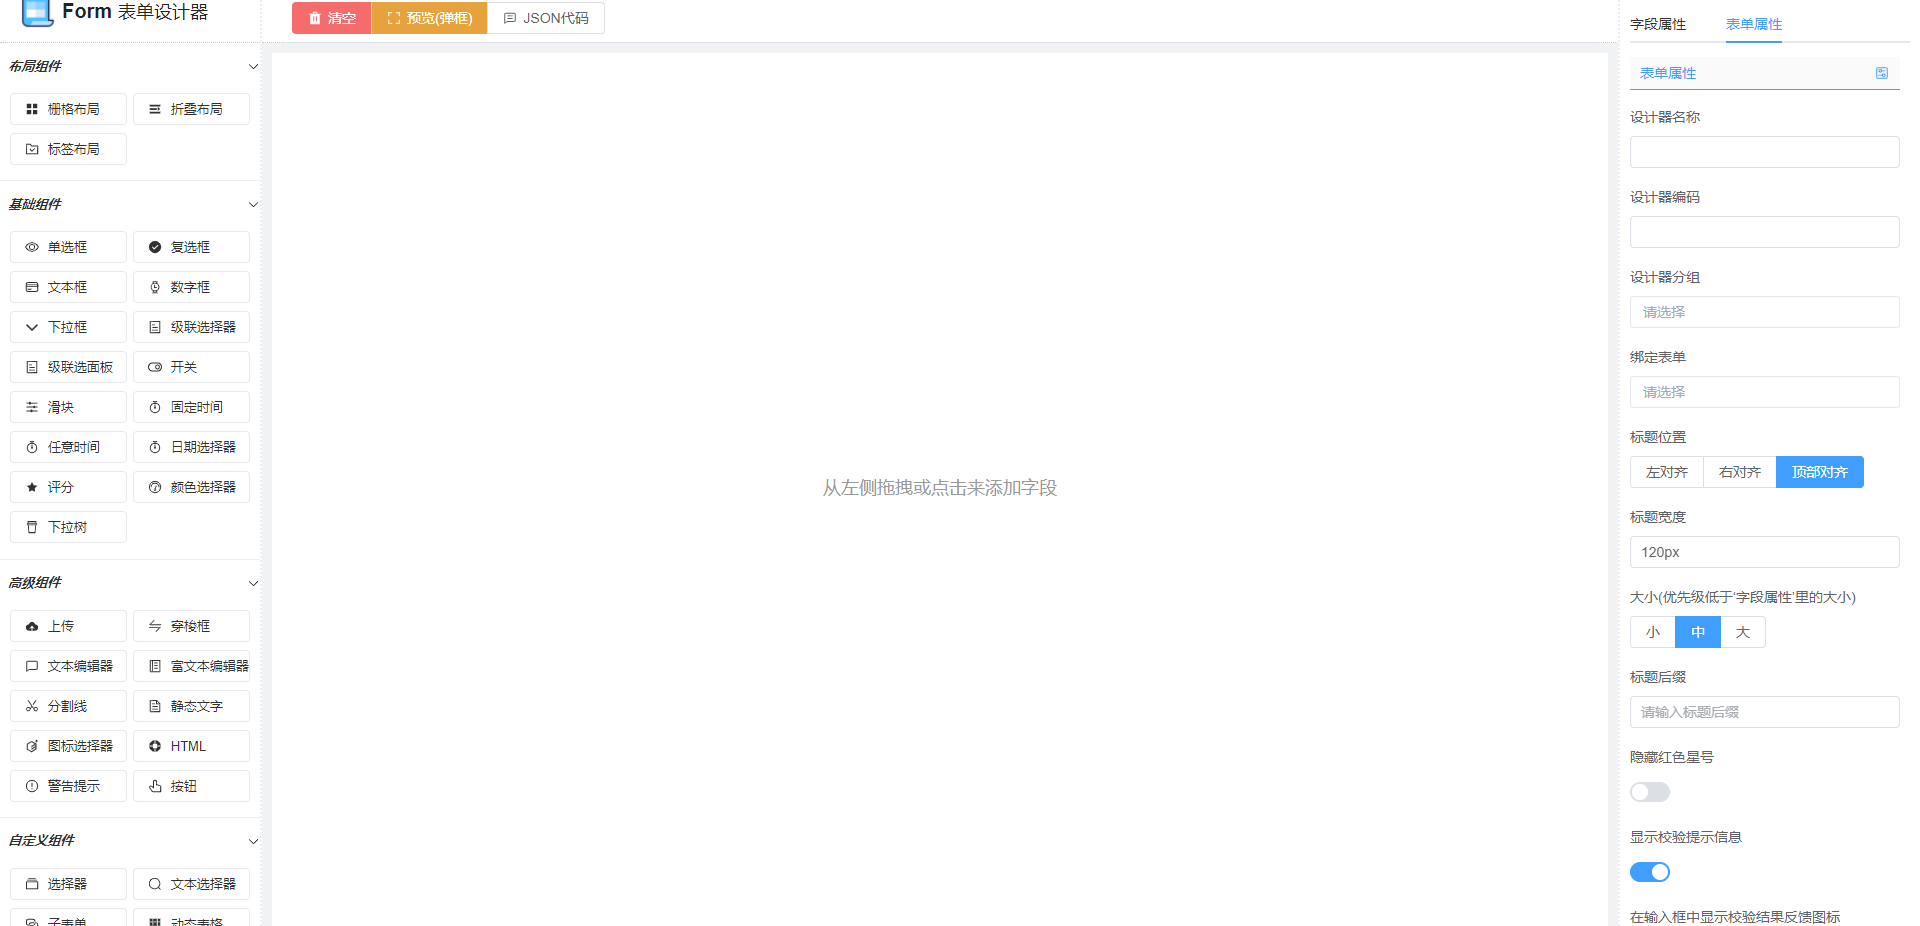 Form 表单设计器
清空
预览(弹框)
JSON代码
字段属性
表单属性
布局组件
栅格布局
折叠布局
标签布局
基础组件
单选框
复选框
文本框
数字框
下拉框
级联选择器
级联选面板
开关
滑块
固定时间
任意时间
日期选择器
评分
颜色选择器
下拉树
高级组件
上传
穿梭框
文本编辑器
富文本编辑器
分割线
静态文字
图标选择器
HTML
警告提示
按钮
自定义组件
选择器
文本选择器
子表单
动态表格
从左侧拖拽或点击来添加字段
表单属性
设计器名称
设计器编码
设计器分组
请选择
绑定表单
请选择
标题位置
左对齐
右对齐
顶部对齐
标题宽度
120px
大小(优先级低于'字段属性'里的大小)
小
中
大
标题后缀
请输入标题后缀
隐藏红色星号
显示校验提示信息
在输入框中显示校验结果反馈图标